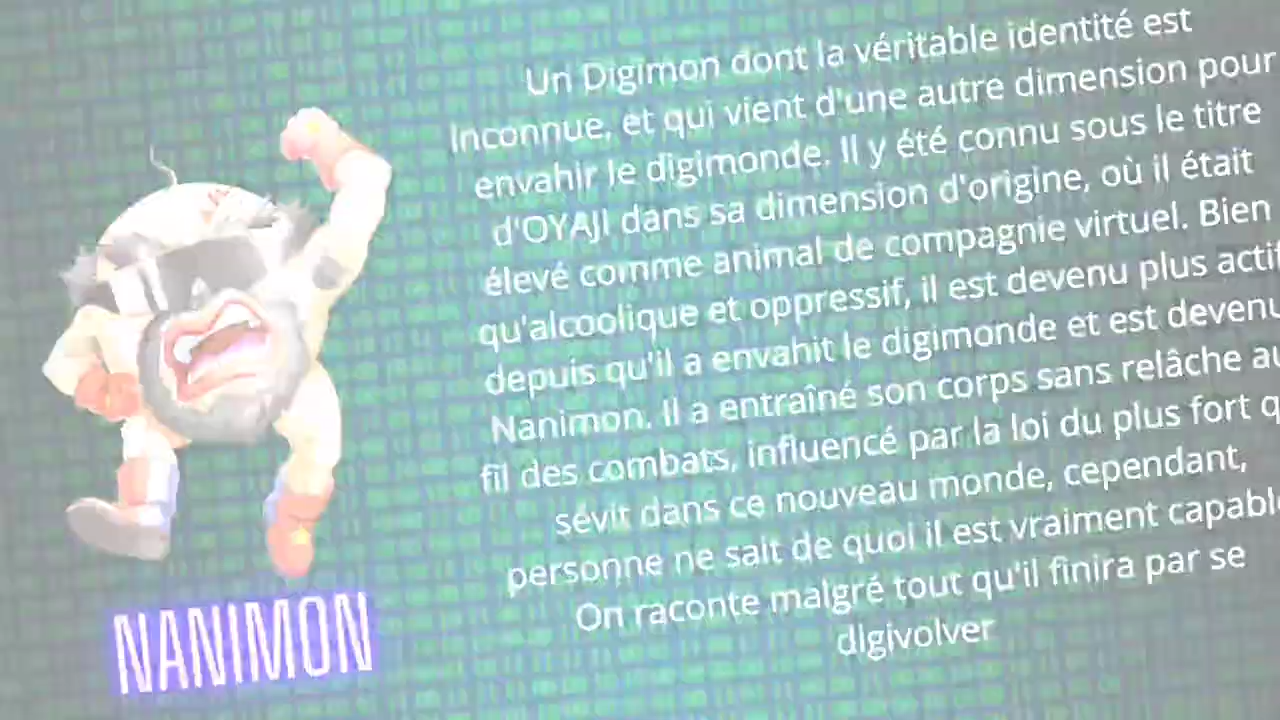 Un Digimon dont la véritable identité est
Inconnue, et qui vient d'une autre dimension pour
envahir le digimonde. Il y été connu sous le titre
d'OYAJI dans sa dimension d'origine, où il était
élevé comme animal de compagnie virtuel. Bien
qu'alcoolique et oppressif, il est devenu plus actif
depuis qu'il a envahit le digimonde et est devenu
Nanimon. Il a entraîné son corps sans relâche au
fil des combats, influencé par la loi du plus fort q
sévit dans ce nouveau monde, cependant,
personne ne sait de quoi il est vraiment capable
On raconte malgré tout qu'il finira par se
digivolver
NANIMON